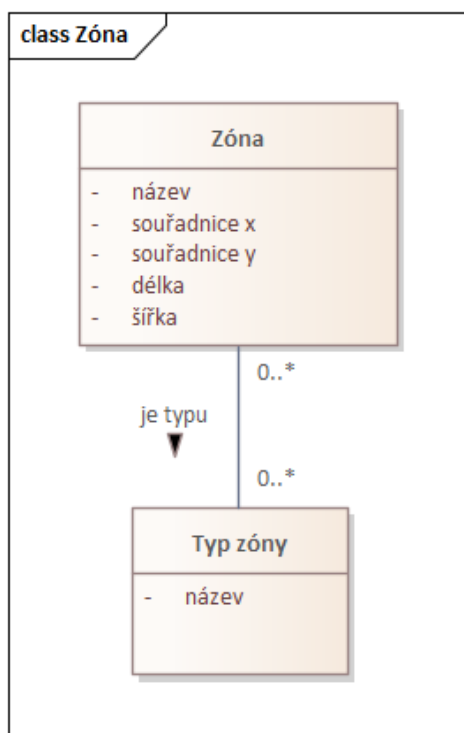 class Zóna
Zóna
- název
- souřadnice x
- souřadnice y
- délka
- šířka
0..*
je typu
0..*
Typ zóny
- název